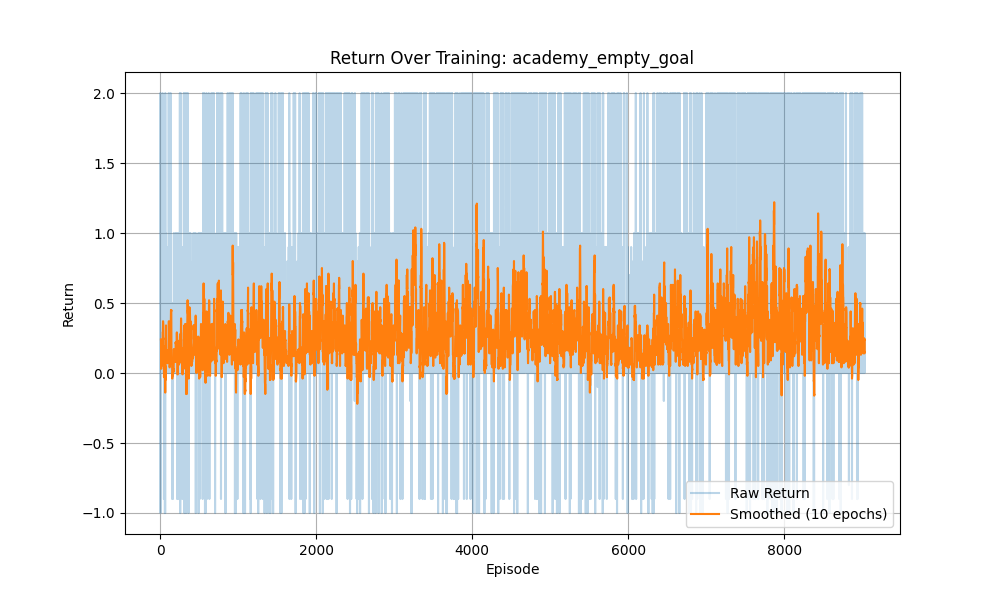 Return Over Training: academy_empty_goal
2.0
1.5
1.0
0.5
0.0
−0.5
−1.0
Return
Raw Return
Smoothed (10 epochs)
0 2000 4000 6000 8000
Episode